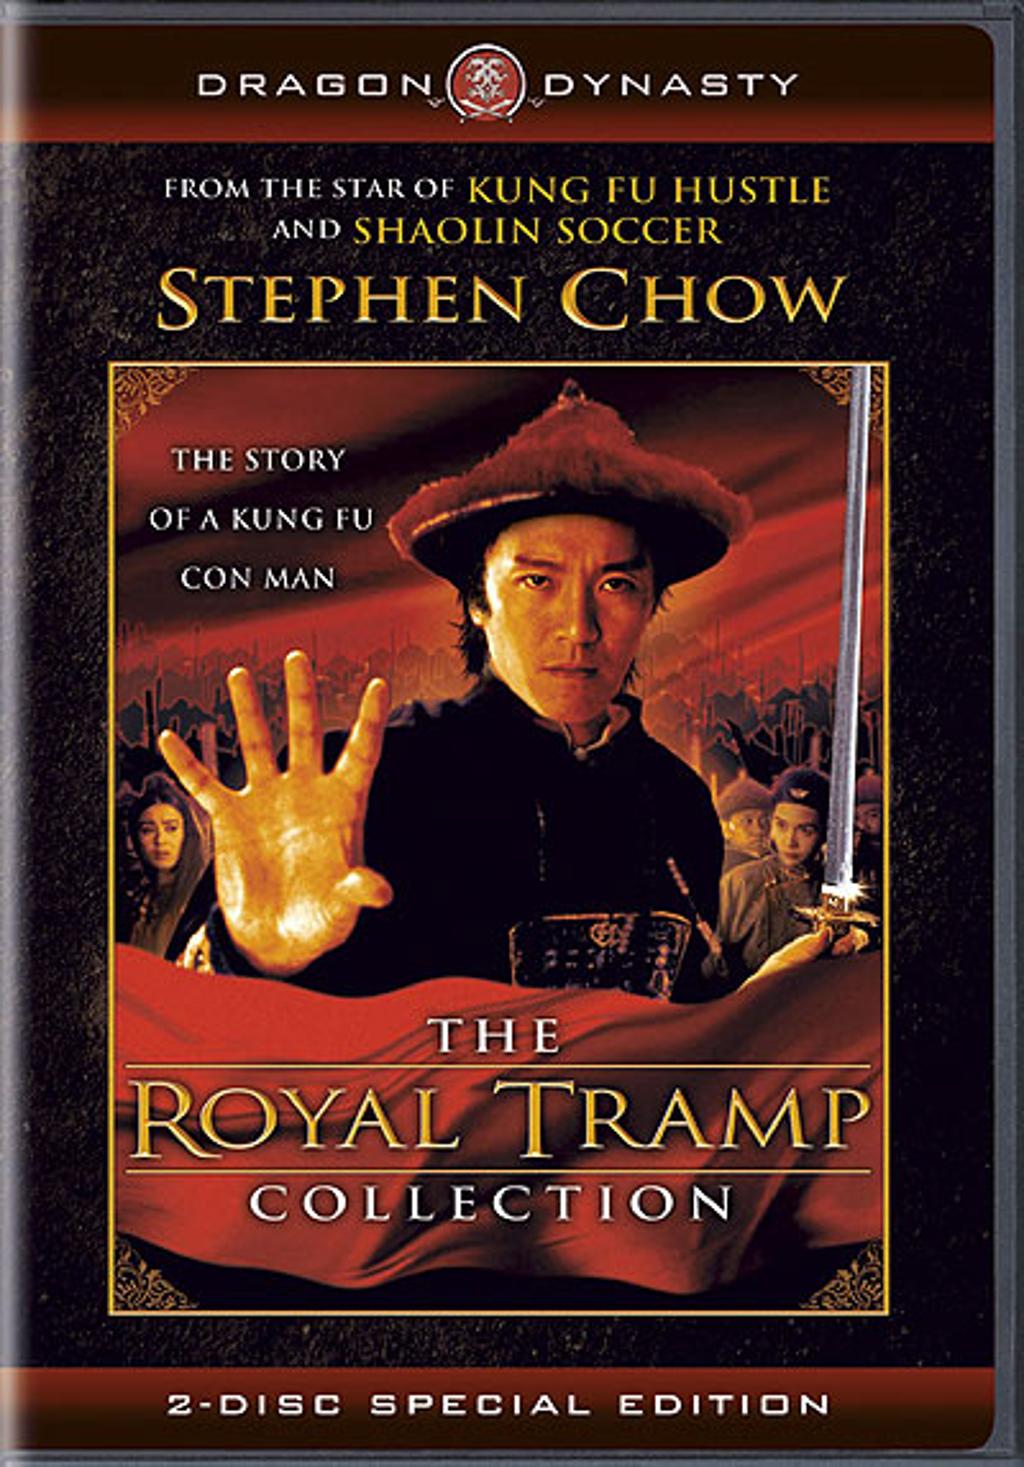 DRAGON DYNASTY
FROM THE STAR OF KUNG FU HUSTLE
AND SHAOLIN SOCCER
STEPHEN CHOW
THE STORY
OF A KUNG FU
CON MAN
THE
ROYAL TRAMP
COLLECTION
2-DISC SPECIAL EDITION